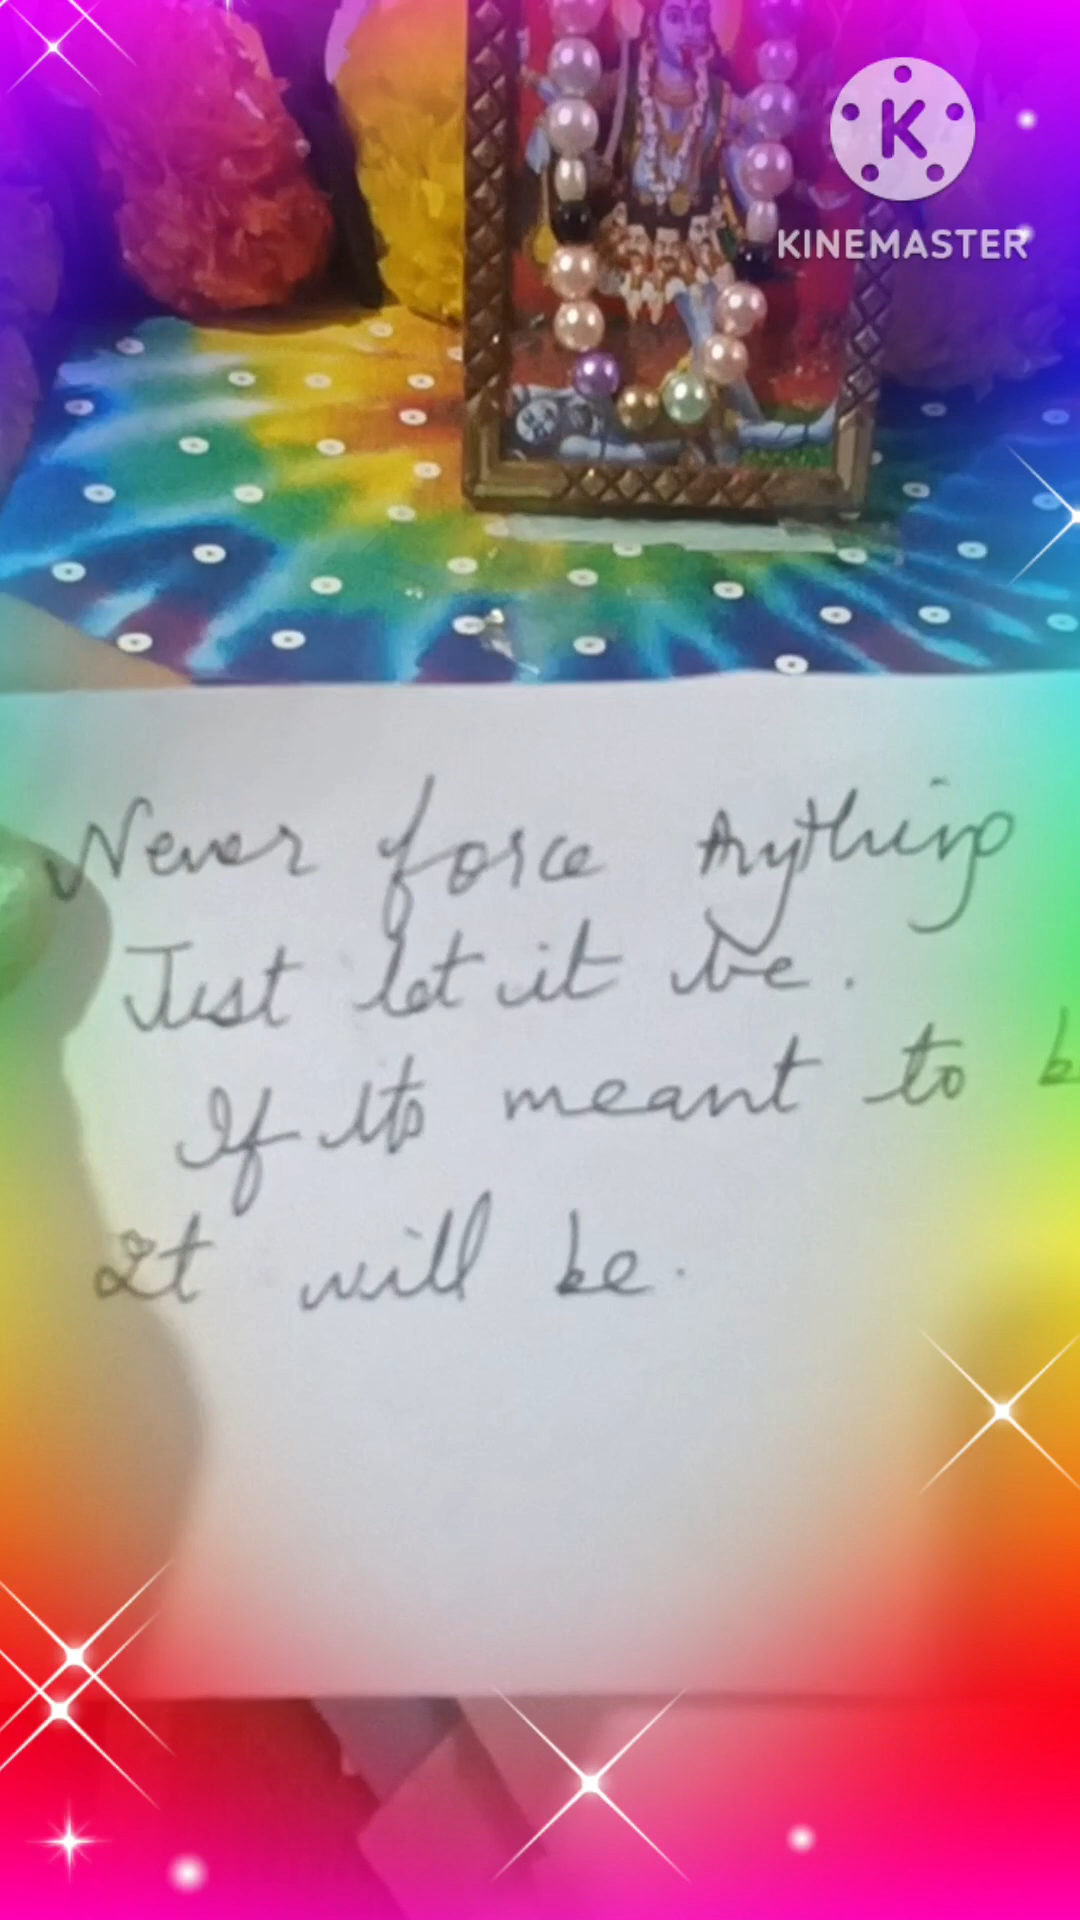 KINEMASTER
Never force Anything
Just let it be.
If its meant to
It will be.